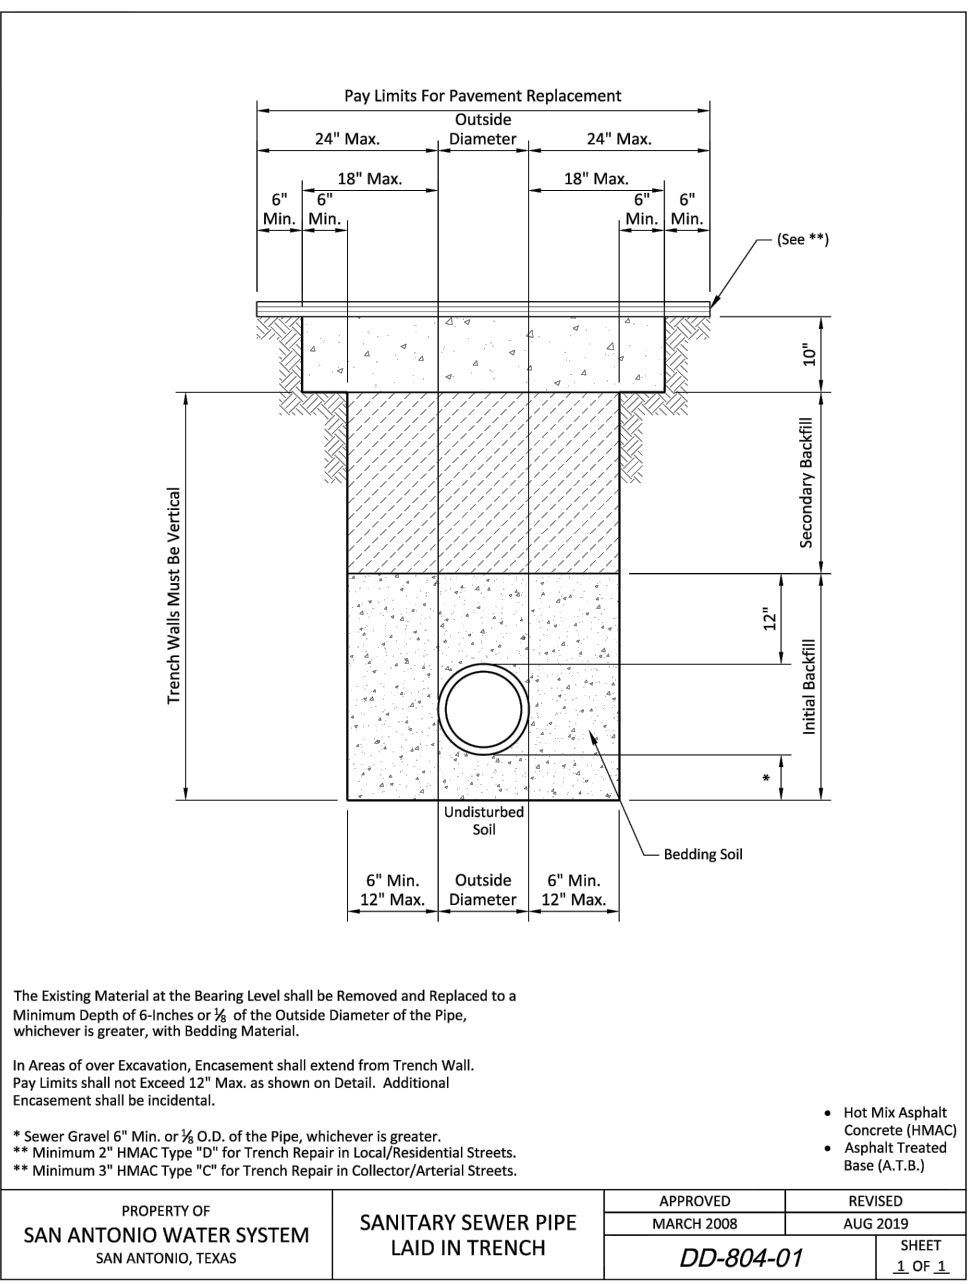 Pay Limits For Pavement Replacement
Outside
24" Max.
Diameter
24" Max.
18" Max.
18" Max.
6"
6"
6"
6"
Min.
Min.
Min.
Min.
(See **)
10"
Secondary Backfill
Trench Walls Must Be Vertical
12"
Initial Backfill
*
Undisturbed
Soil
Bedding Soil
6" Min.
Outside
6" Min.
12" Max.
Diameter
12" Max.
The Existing Material at the Bearing Level shall be Removed and Replaced to a
Minimum Depth of 6-Inches or ⅛ of the Outside Diameter of the Pipe,
whichever is greater, with Bedding Material.
In Areas of over Excavation, Encasement shall extend from Trench Wall.
Pay Limits shall not Exceed 12" Max. as shown on Detail. Additional
Encasement shall be incidental.
* Sewer Gravel 6" Min. or ⅛ O.D. of the Pipe, whichever is greater.
** Minimum 2" HMAC Type "D" for Trench Repair in Local/Residential Streets.
** Minimum 3" HMAC Type "C" for Trench Repair in Collector/Arterial Streets.
• Hot Mix Asphalt
Concrete (HMAC)
• Asphalt Treated
Base (A.T.B.)
PROPERTY OF
SAN ANTONIO WATER SYSTEM
SAN ANTONIO, TEXAS
SANITARY SEWER PIPE
LAID IN TRENCH
APPROVED
REVISED
MARCH 2008
AUG 2019
DD-804-01
SHEET
1 OF 1